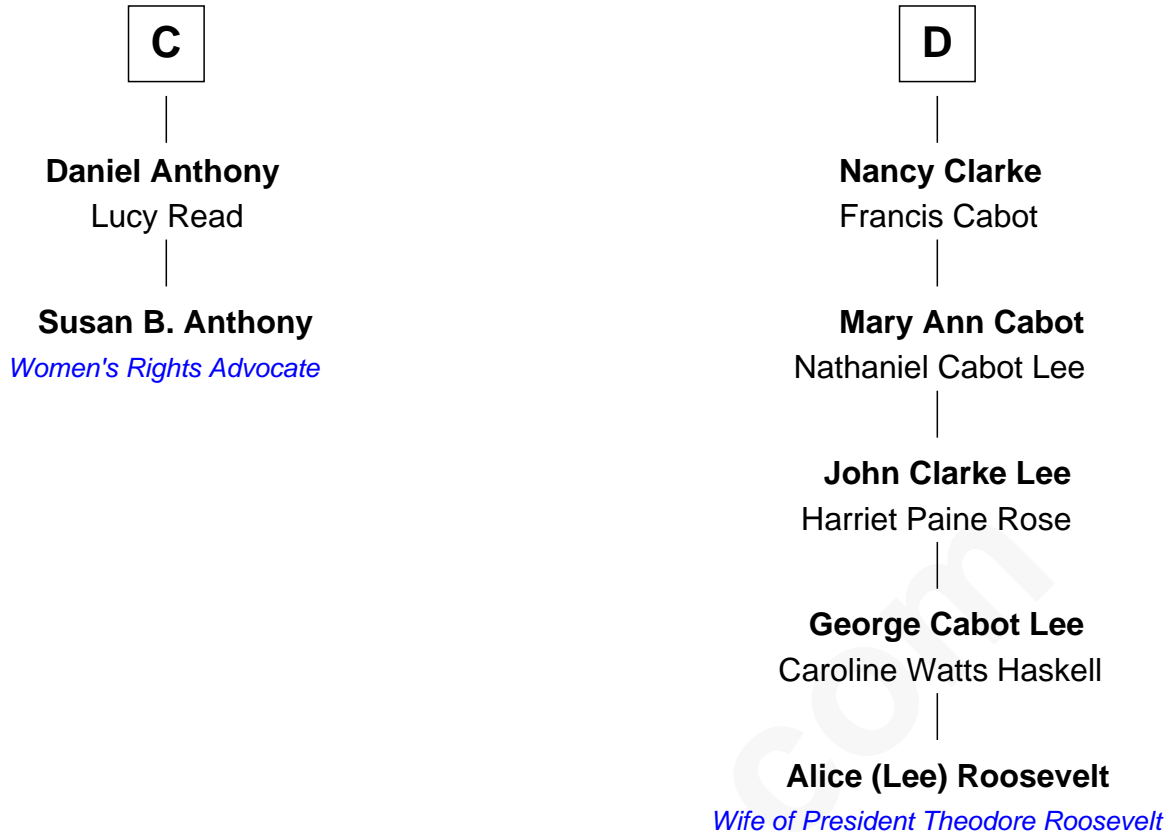 C
Daniel Anthony
Lucy Read
Susan B. Anthony
Women's Rights Advocate
D
Nancy Clarke
Francis Cabot
Mary Ann Cabot
Nathaniel Cabot Lee
John Clarke Lee
Harriet Paine Rose
George Cabot Lee
Caroline Watts Haskell
Alice (Lee) Roosevelt
Wife of President Theodore Roosevelt
com